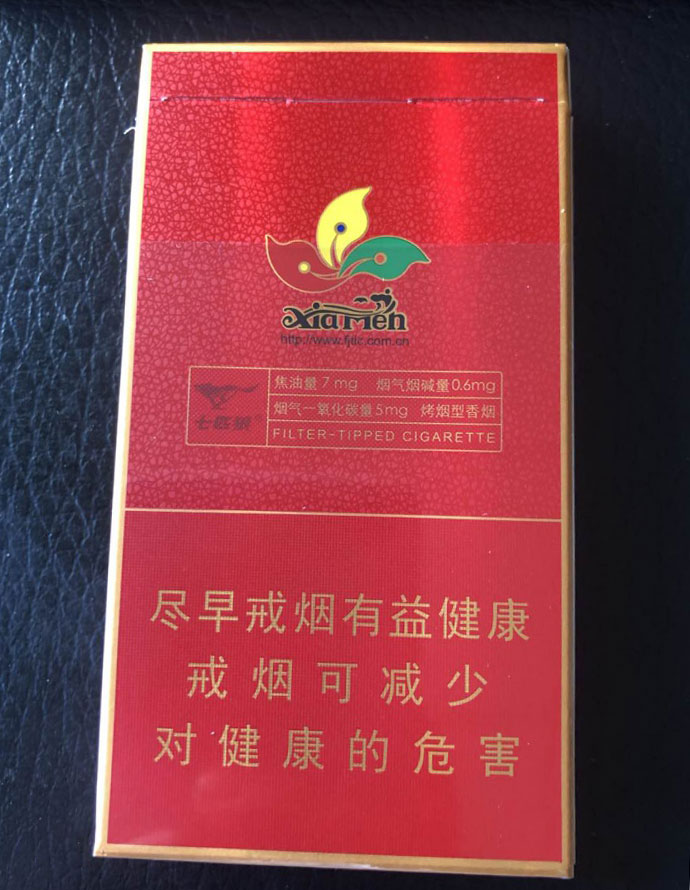 XiaMen
http://www.fjtic.com.cn
七匹狼®
焦油量7mg 烟气烟碱量0.6mg
烟气一氧化碳量5mg 烤烟型香烟
FILTER-TIPPED CIGARETTE
尽早戒烟有益健康
戒烟可减少
对健康的危害